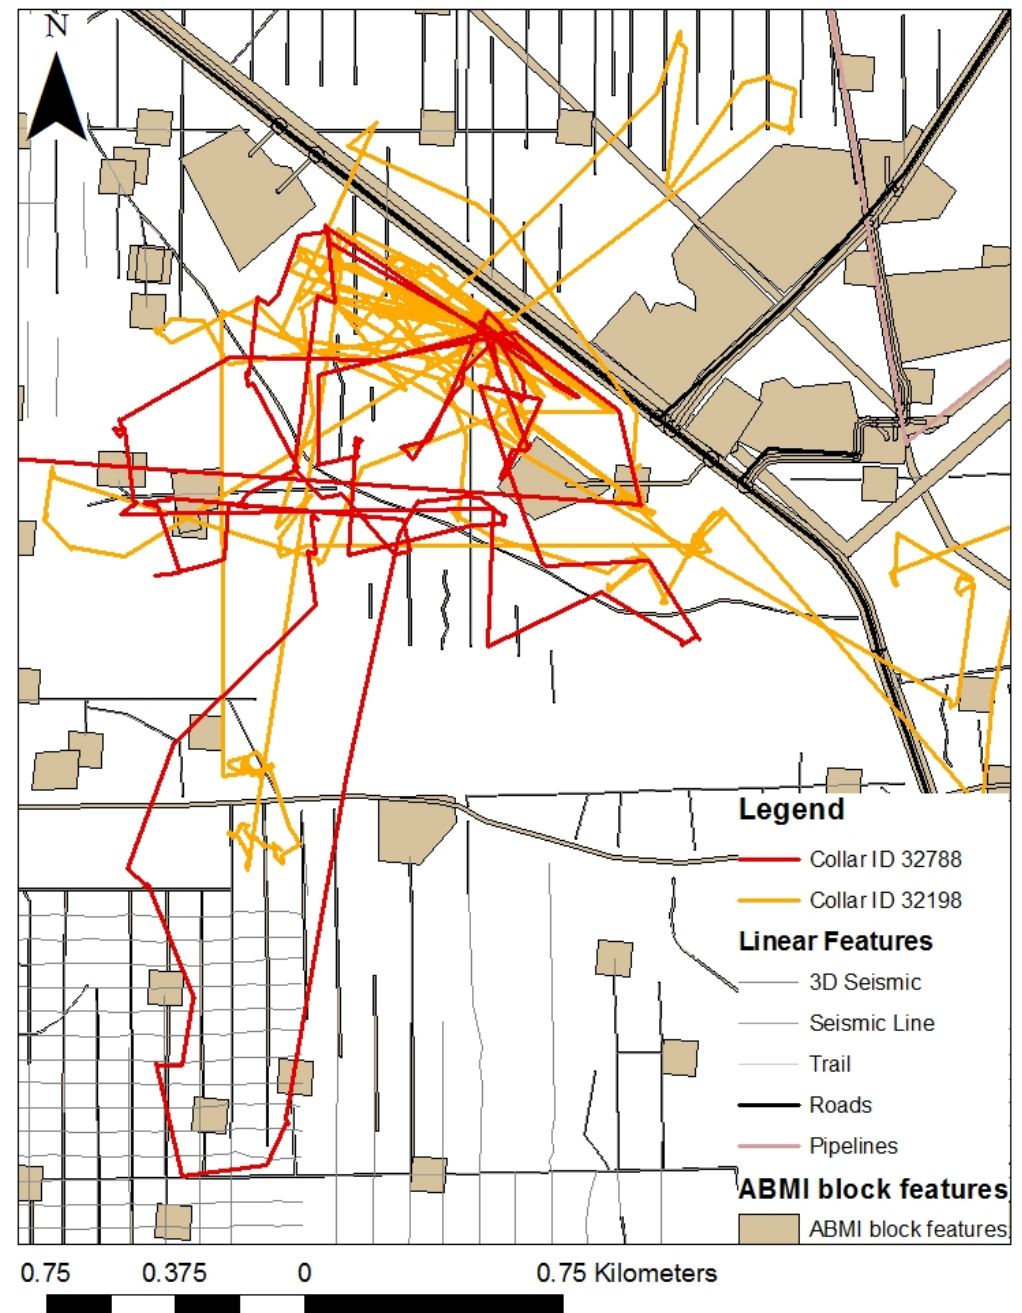 N
Legend
Collar ID 32788
Collar ID 32198
Linear Features
3D Seismic
Seismic Line
Trail
Roads
Pipelines
ABMI block features
ABMI block features
0.75 0.375 0 0.75 Kilometers